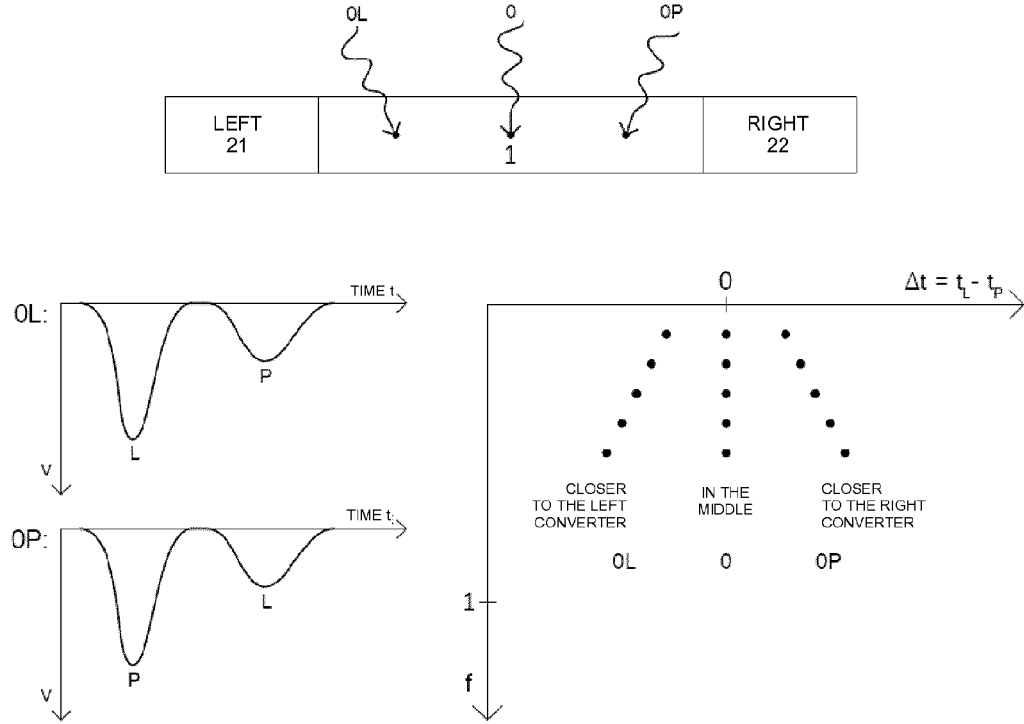 0L
0
0P
LEFT
21
1
RIGHT
22
0L:
TIME t
L
P
v
0P:
TIME t:
P
L
v
0
Δt = tL - tP
CLOSER
TO THE LEFT
CONVERTER
IN THE
MIDDLE
CLOSER
TO THE RIGHT
CONVERTER
0L
0
0P
1
f